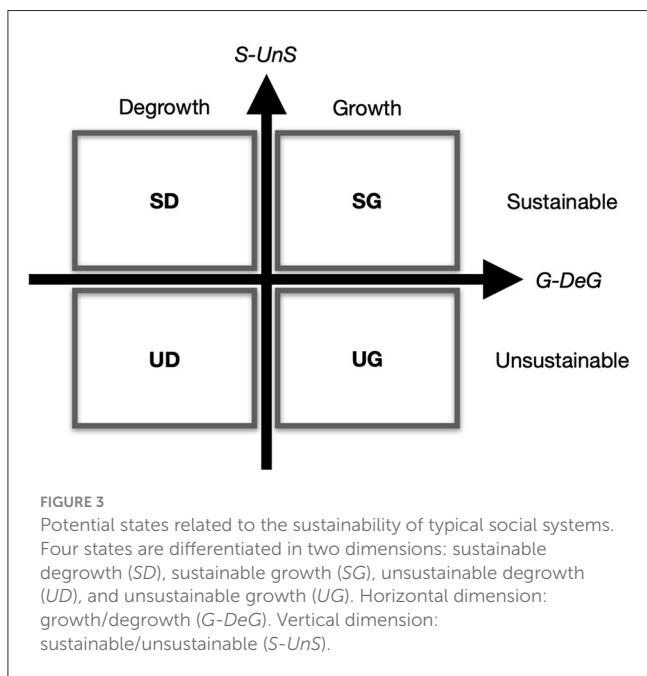 S-UnS
Degrowth
Growth
SD
SG
Sustainable
G-DeG
UD
UG
Unsustainable
FIGURE 3
Potential states related to the sustainability of typical social systems.
Four states are differentiated in two dimensions: sustainable
degrowth (SD), sustainable growth (SG), unsustainable degrowth
(UD), and unsustainable growth (UG). Horizontal dimension:
growth/degrowth (G-DeG). Vertical dimension:
sustainable/unsustainable (S-UnS).